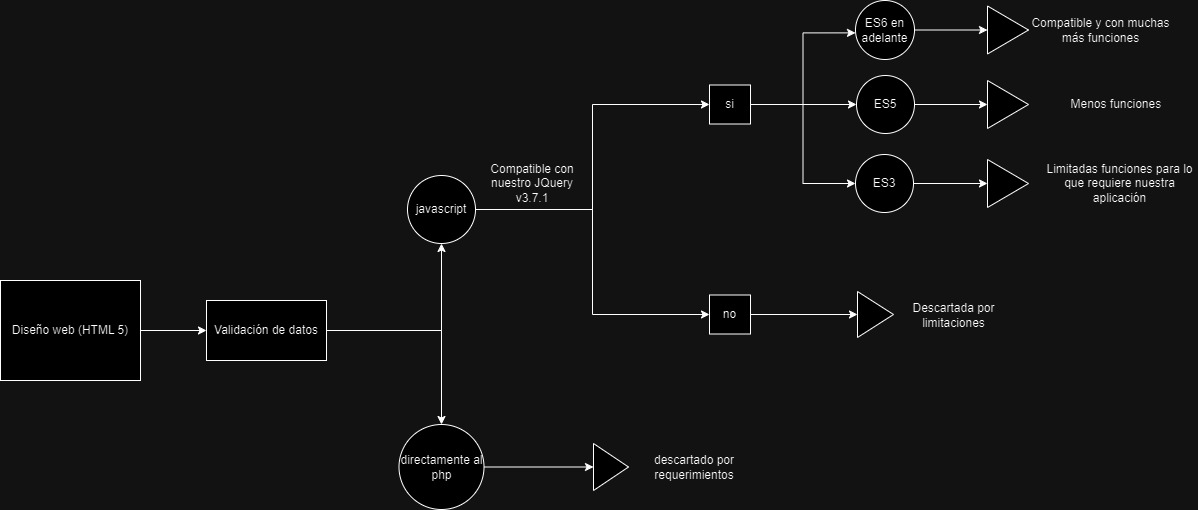 Diseño web (HTML 5)
Validación de datos
javascript
Compatible con
nuestro JQuery
v3.7.1
si
ES6 en
adelante
Compatible y con muchas
más funciones
ES5
Menos funciones
ES3
Limitadas funciones para lo
que requiere nuestra
aplicación
no
Descartada por
limitaciones
directamente al
php
descartado por
requerimientos